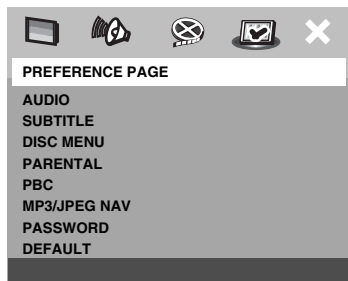 PREFERENCE PAGE
AUDIO
SUBTITLE
DISC MENU
PARENTAL
PBC
MP3/JPEG NAV
PASSWORD
DEFAULT